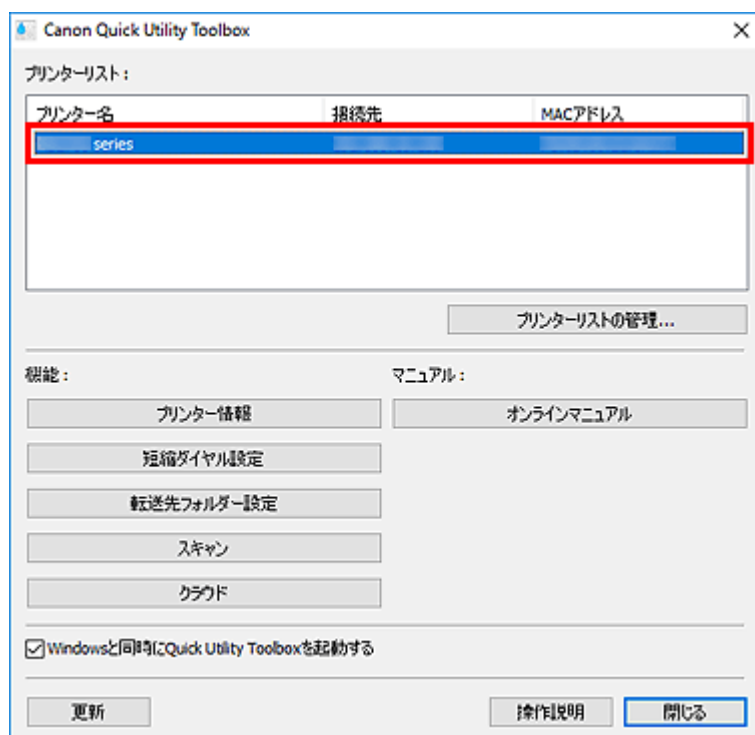 Canon Quick Utility Toolbox
プリンターリスト：
プリンター名 接続先 MACアドレス
series
プリンターリストの管理...
機能： マニュアル：
プリンター情報 オンラインマニュアル
短縮ダイヤル設定
転送先フォルダー設定
スキャン
クラウド
Windowsと同時にQuick Utility Toolboxを起動する
更新 操作説明 閉じる